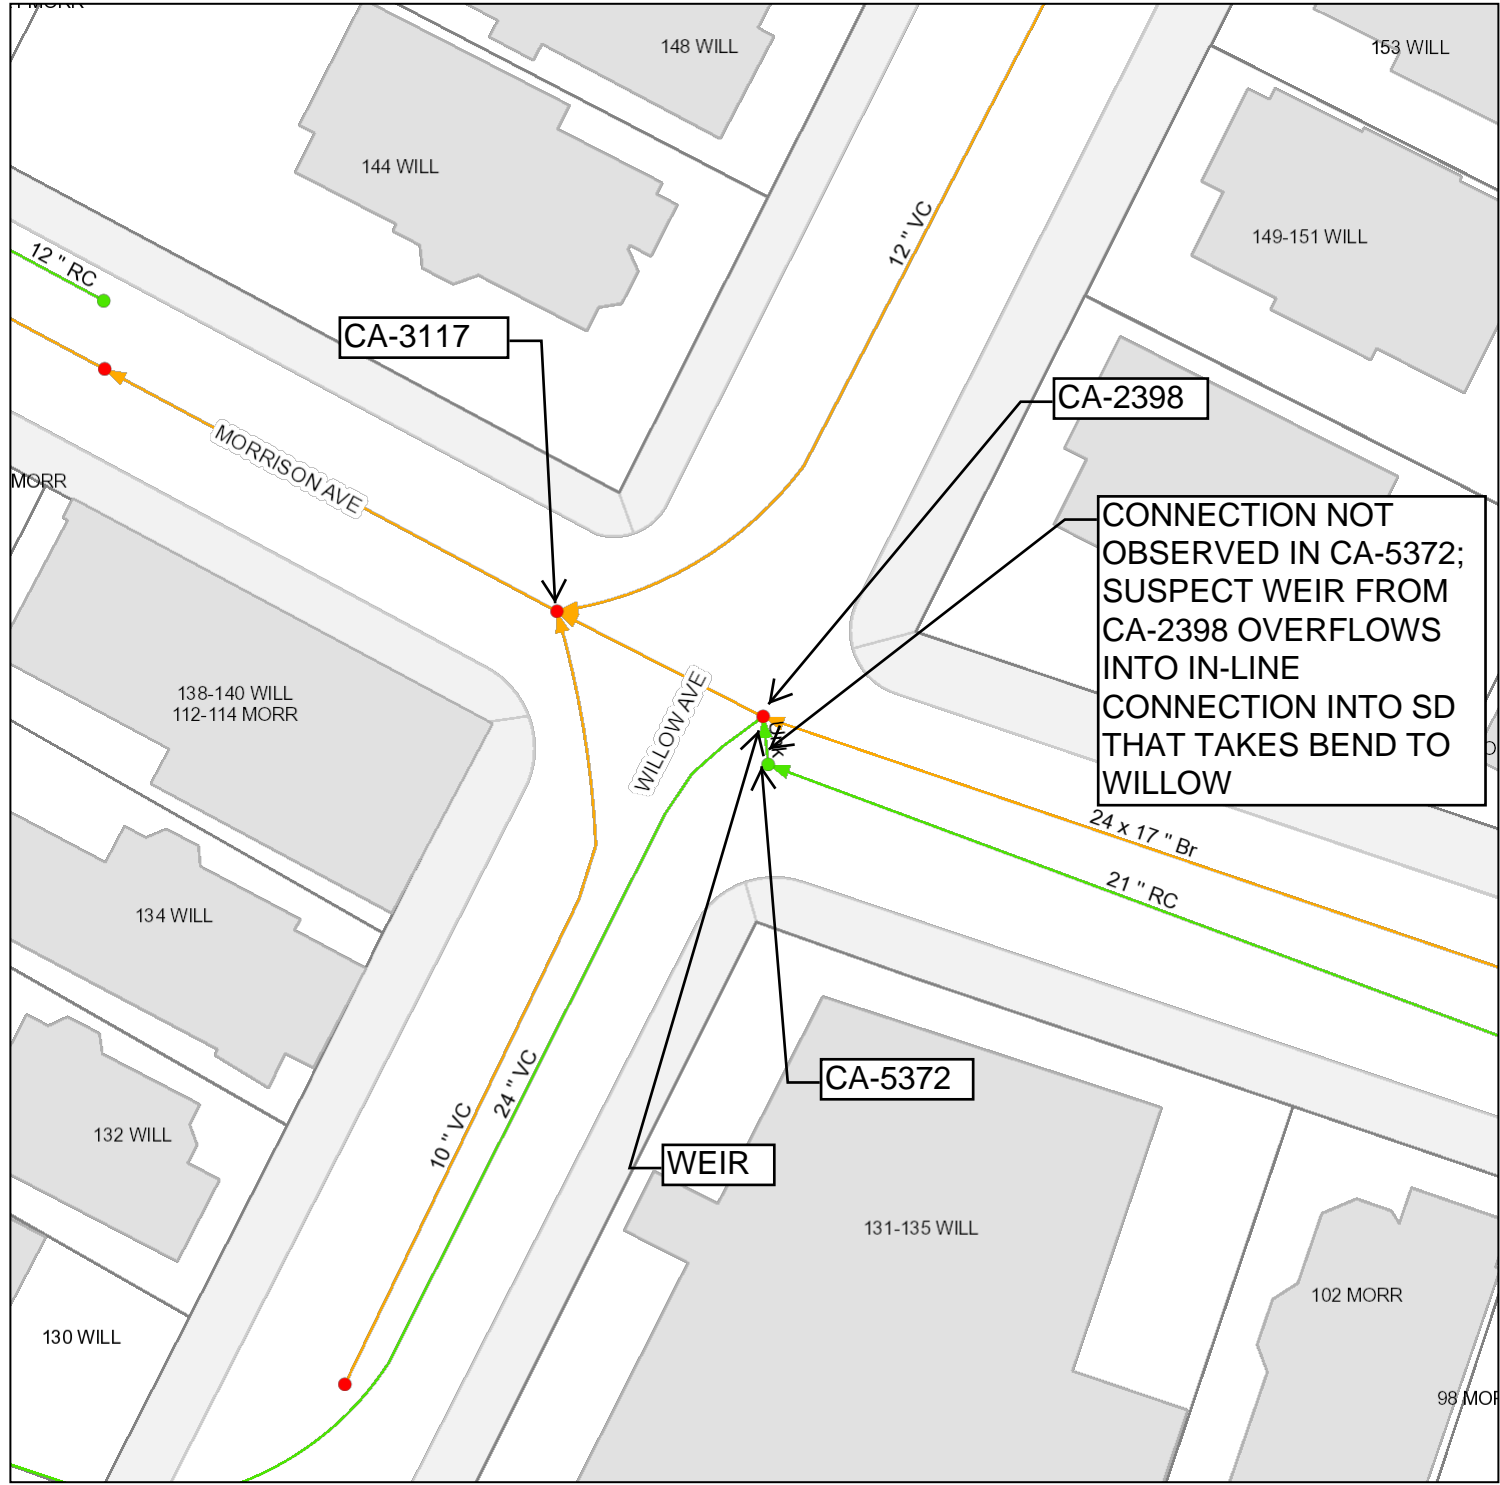 148 WILL
153 WILL
144 WILL
12 " VC
149-151 WILL
12 " RC
CA-3117
CA-2398
MORRISON AVE
MORR
CONNECTION NOT
OBSERVED IN CA-5372;
SUSPECT WEIR FROM
CA-2398 OVERFLOWS
INTO IN-LINE
CONNECTION INTO SD
THAT TAKES BEND TO
WILLOW
138-140 WILL
112-114 MORR
WILLOW AVE
24 x 17 " Br
21 " RC
134 WILL
24 " VC
CA-5372
10 " VC
132 WILL
WEIR
131-135 WILL
102 MORR
130 WILL
98 MOR